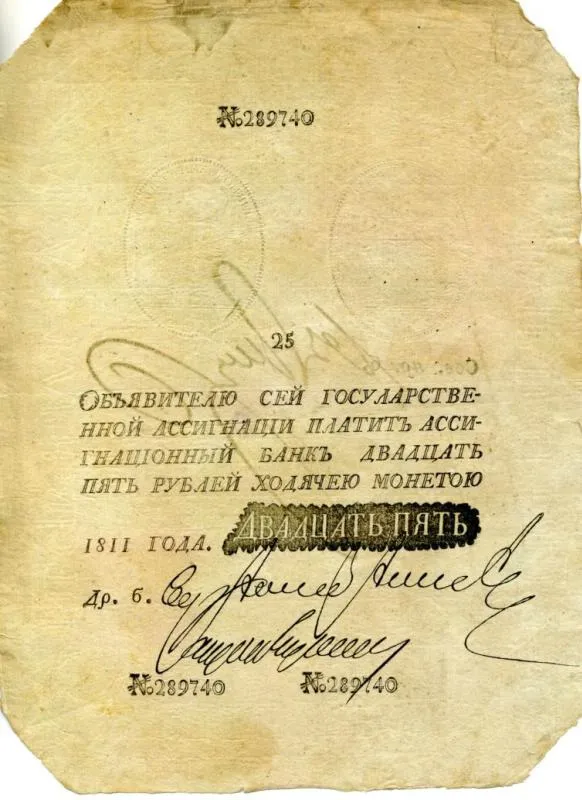 №289740
25
ОБЪЯВИТЕЛЮ СЕЙ ГОСУДАРСТВЕ-
ННОЙ АССИГНАЦІИ ПЛАТИТЪ АССИ-
ГНАЦІОННЫЙ БАНКЪ ДВАДЦАТЬ
ПЯТЬ РУБЛЕЙ ХОДЯЧЕЮ МОНЕТОЮ
1811 ГОДА. ДВАДЦАТЬ ПЯТЬ
др. б.
№289740 №289740